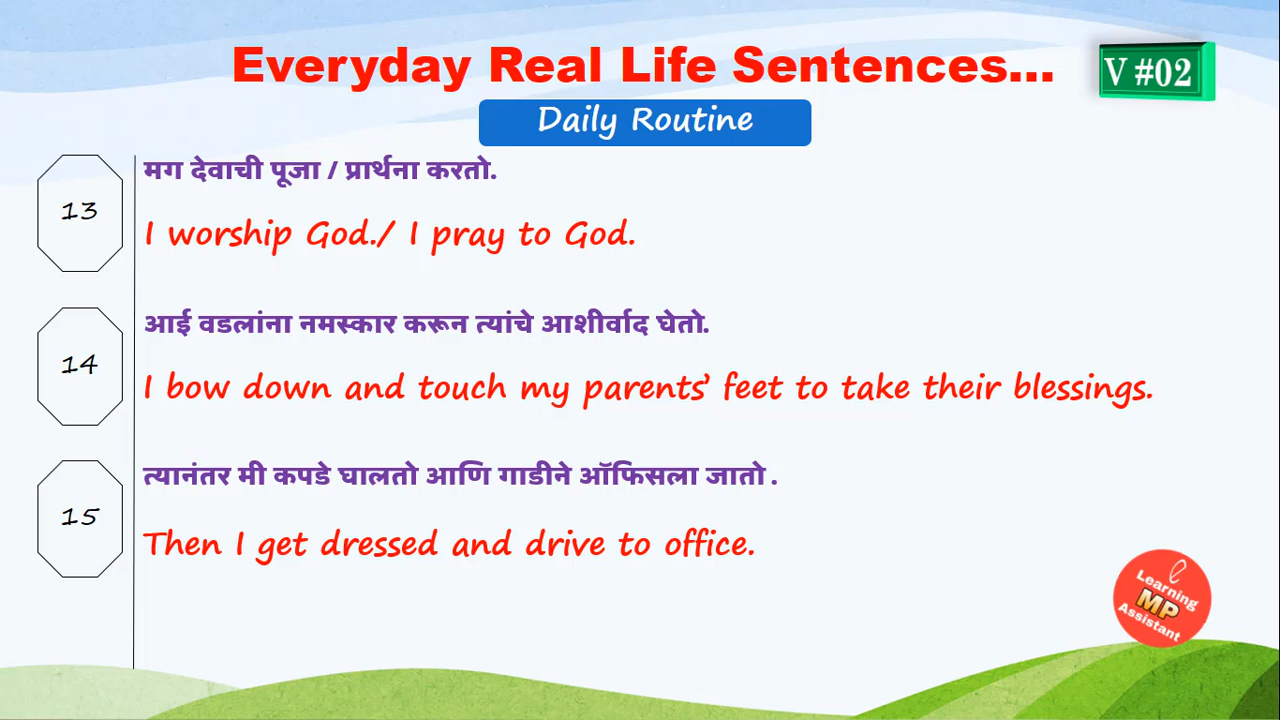 Everyday Real Life Sentences...
V #02
Daily Routine
13
मग देवाची पूजा / प्रार्थना करतो.
I worship God./ I pray to God.
14
आई वडलांना नमस्कार करून त्यांचे आशीर्वाद घेतो.
I bow down and touch my parents’ feet to take their blessings.
15
त्यानंतर मी कपडे घालतो आणि गाडीने ऑफिसला जातो .
Then I get dressed and drive to office.
Learning
MP
Assistant